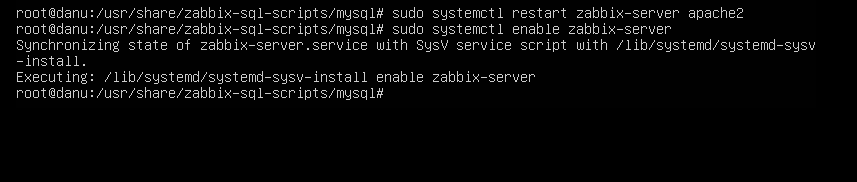 root@danu:/usr/share/zabbix-sql-scripts/mysql# sudo systemctl restart zabbix-server apache2
root@danu:/usr/share/zabbix-sql-scripts/mysql# sudo systemctl enable zabbix-server
Synchronizing state of zabbix-server.service with SysV service script with /lib/systemd/systemd-sysv
-install.
Executing: /lib/systemd/systemd-sysv-install enable zabbix-server
root@danu:/usr/share/zabbix-sql-scripts/mysql#